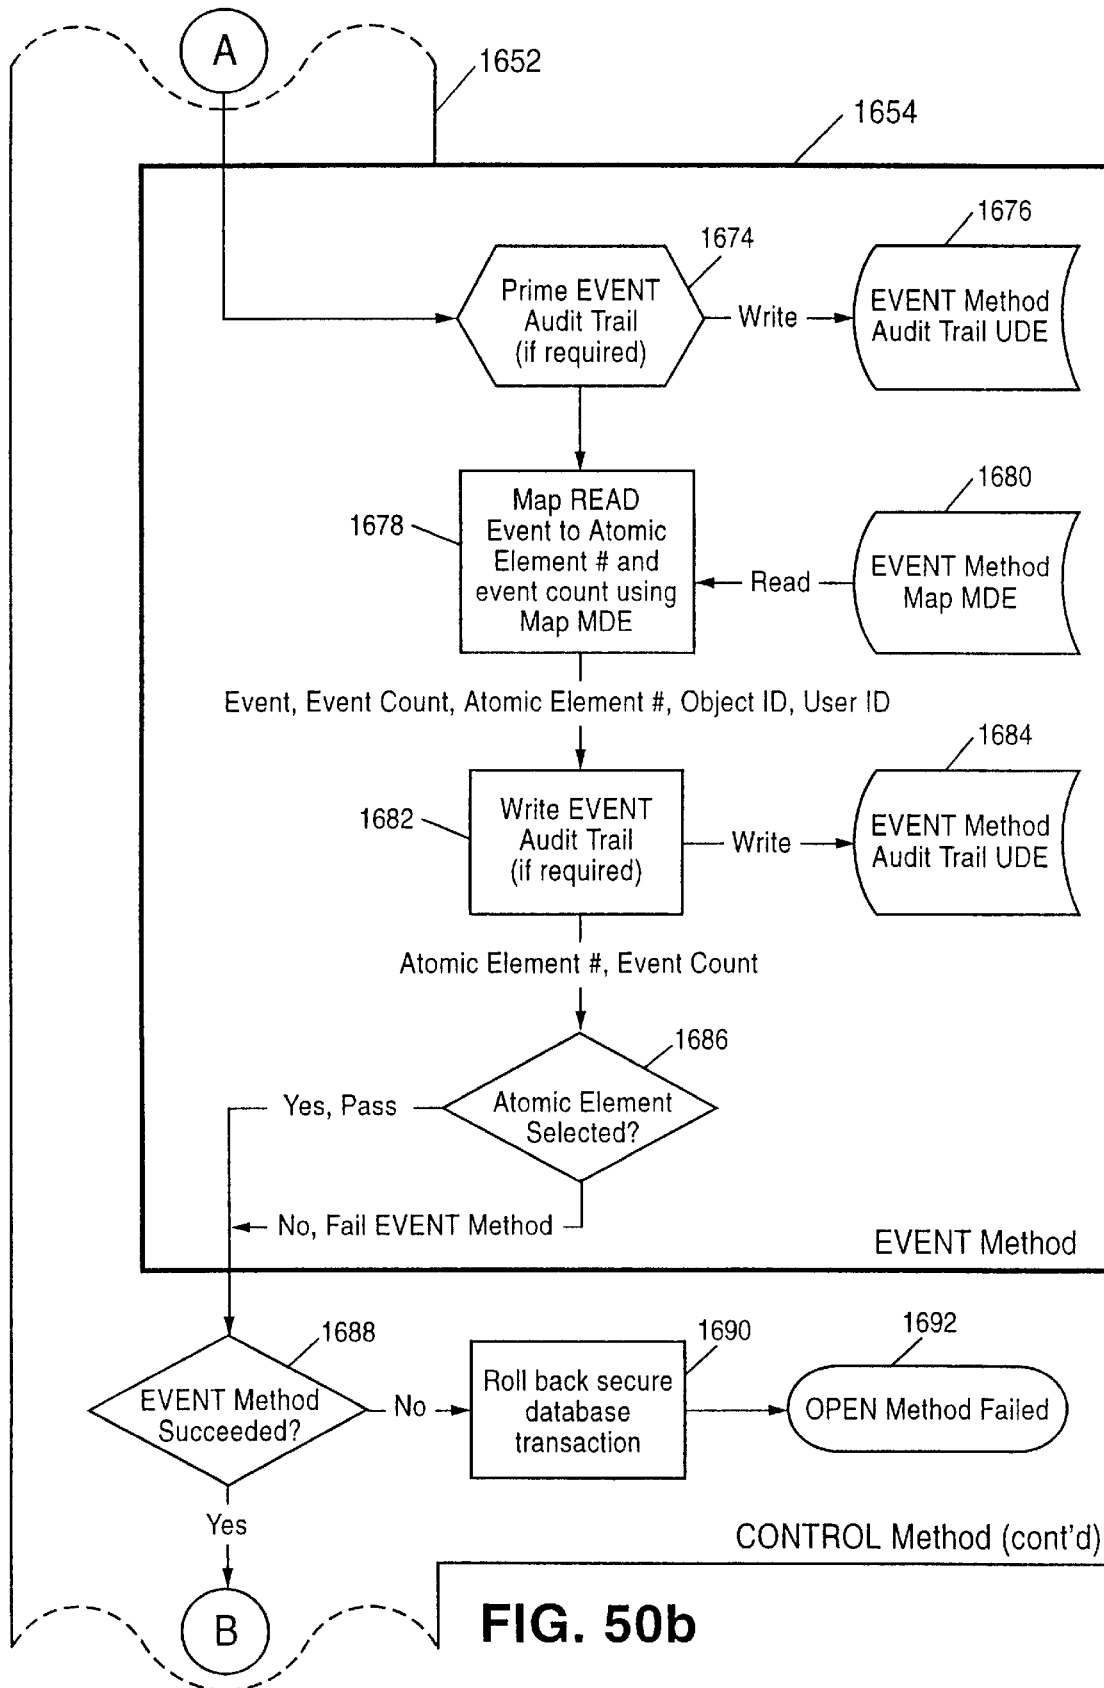 A
1652
1654
1674
1676
Prime EVENT
Audit Trail
(if required)
Write
EVENT Method
Audit Trail UDE
1678
Map READ
Event to Atomic
Element # and
event count using
Map MDE
Read
1680
EVENT Method
Map MDE
Event, Event Count, Atomic Element #, Object ID, User ID
1682
Write EVENT
Audit Trail
(if required)
Write
1684
EVENT Method
Audit Trail UDE
Atomic Element #, Event Count
1686
Atomic Element
Selected?
Yes, Pass
No, Fail EVENT Method
EVENT Method
1688
EVENT Method
Succeeded?
No
1690
Roll back secure
database
transaction
1692
OPEN Method Failed
Yes
CONTROL Method (cont'd)
B
FIG. 50b